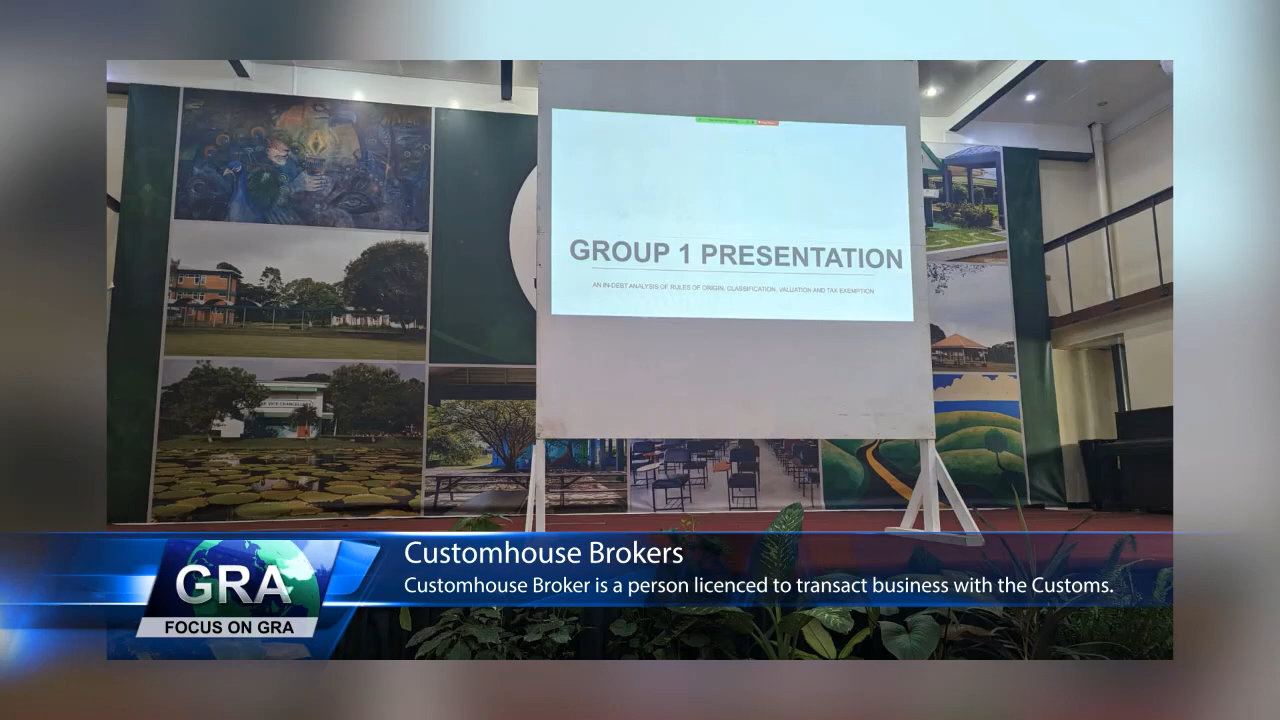 GROUP 1 PRESENTATION
AN IN-DEBT ANALYSIS OF RULES OF ORIGIN, CLASSIFICATION, VALUATION AND TAX EXEMPTION
Customhouse Brokers
Customhouse Broker is a person licenced to transact business with the Customs.
GRA
FOCUS ON GRA